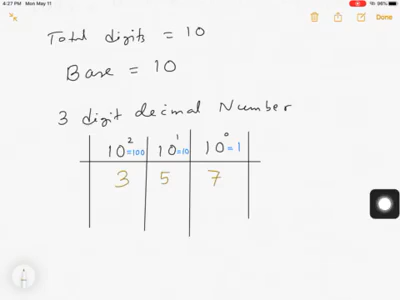 4:27 PM Mon May 11
98%
Done
Total digits = 10
Base = 10
3 digit decimal Number
10² =100 10¹ =10 10⁰ =1
3 5 7